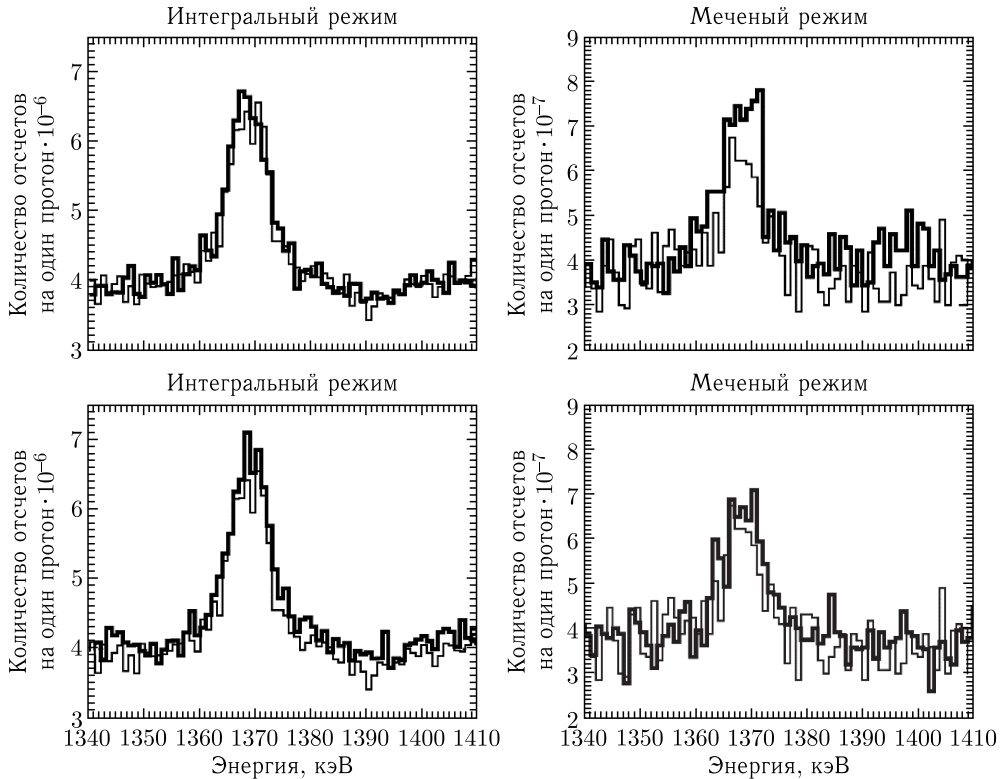 Интегральный режим
Количество отсчетов
на один протон·10⁻⁶
7
6
5
4
3
Меченый режим
Количество отсчетов
на один протон·10⁻⁷
9
8
7
6
5
4
3
2
Интегральный режим
Количество отсчетов
на один протон·10⁻⁶
7
6
5
4
3
1340 1350 1360 1370 1380 1390 1400 1410
Энергия, кэВ
Меченый режим
Количество отсчетов
на один протон·10⁻⁷
9
8
7
6
5
4
3
2
1340 1350 1360 1370 1380 1390 1400 1410
Энергия, кэВ